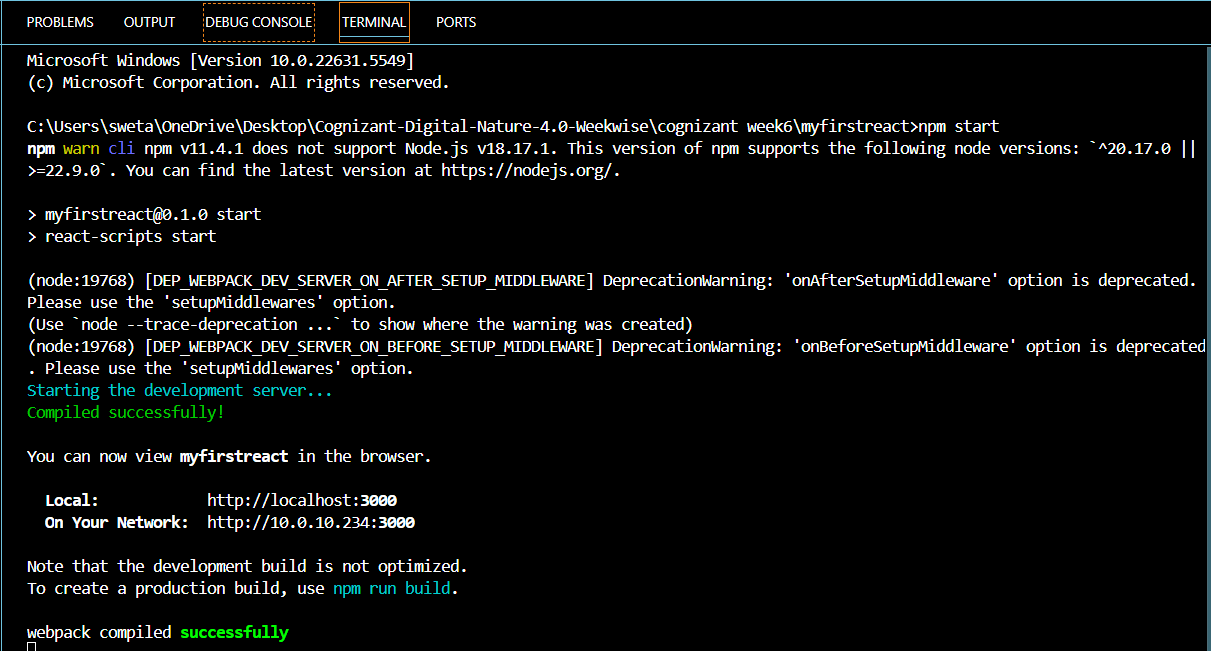 PROBLEMS OUTPUT DEBUG CONSOLE TERMINAL PORTS
Microsoft Windows [Version 10.0.22631.5549]
(c) Microsoft Corporation. All rights reserved.
C:\Users\sweta\OneDrive\Desktop\Cognizant-Digital-Nature-4.0-Weekwise\cognizant week6\myfirstreact>npm start
npm warn cli npm v11.4.1 does not support Node.js v18.17.1. This version of npm supports the following node versions: `^20.17.0 ||
>=22.9.0`. You can find the latest version at https://nodejs.org/.
> myfirstreact@0.1.0 start
> react-scripts start
(node:19768) [DEP_WEBPACK_DEV_SERVER_ON_AFTER_SETUP_MIDDLEWARE] DeprecationWarning: 'onAfterSetupMiddleware' option is deprecated.
Please use the 'setupMiddlewares' option.
(Use `node --trace-deprecation ...` to show where the warning was created)
(node:19768) [DEP_WEBPACK_DEV_SERVER_ON_BEFORE_SETUP_MIDDLEWARE] DeprecationWarning: 'onBeforeSetupMiddleware' option is deprecated
. Please use the 'setupMiddlewares' option.
Starting the development server...
Compiled successfully!
You can now view myfirstreact in the browser.
Local: http://localhost:3000
On Your Network: http://10.0.10.234:3000
Note that the development build is not optimized.
To create a production build, use npm run build.
webpack compiled successfully